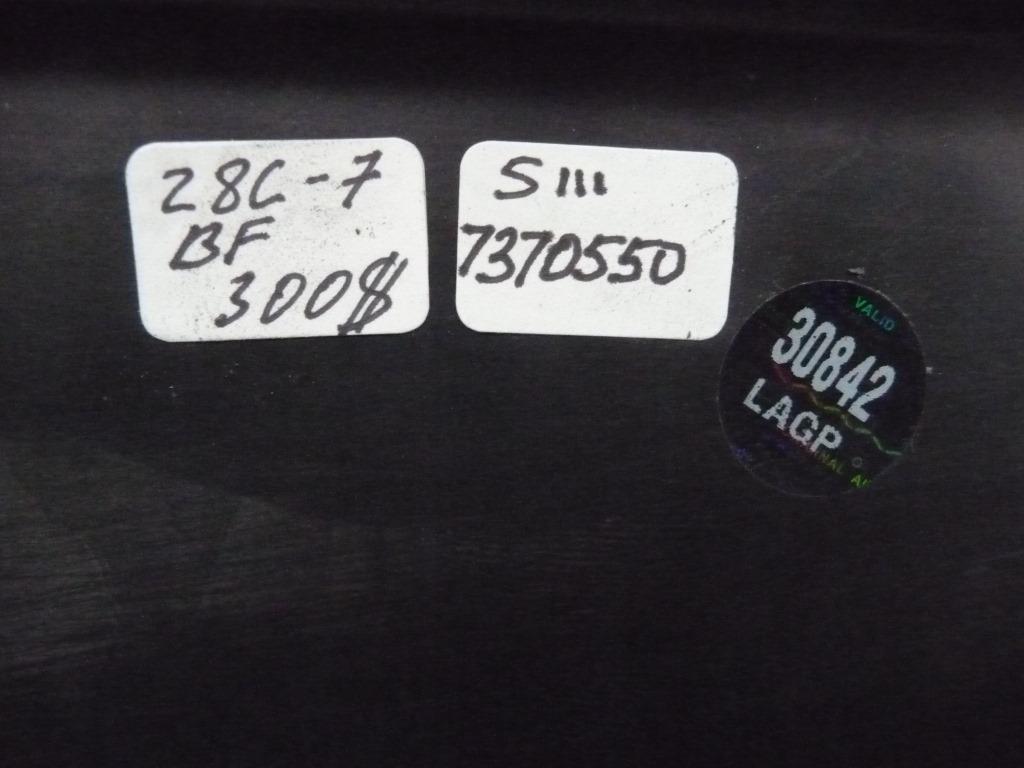 28C-7
BF
300$
S III
7370550
VALID
30842
LAGP